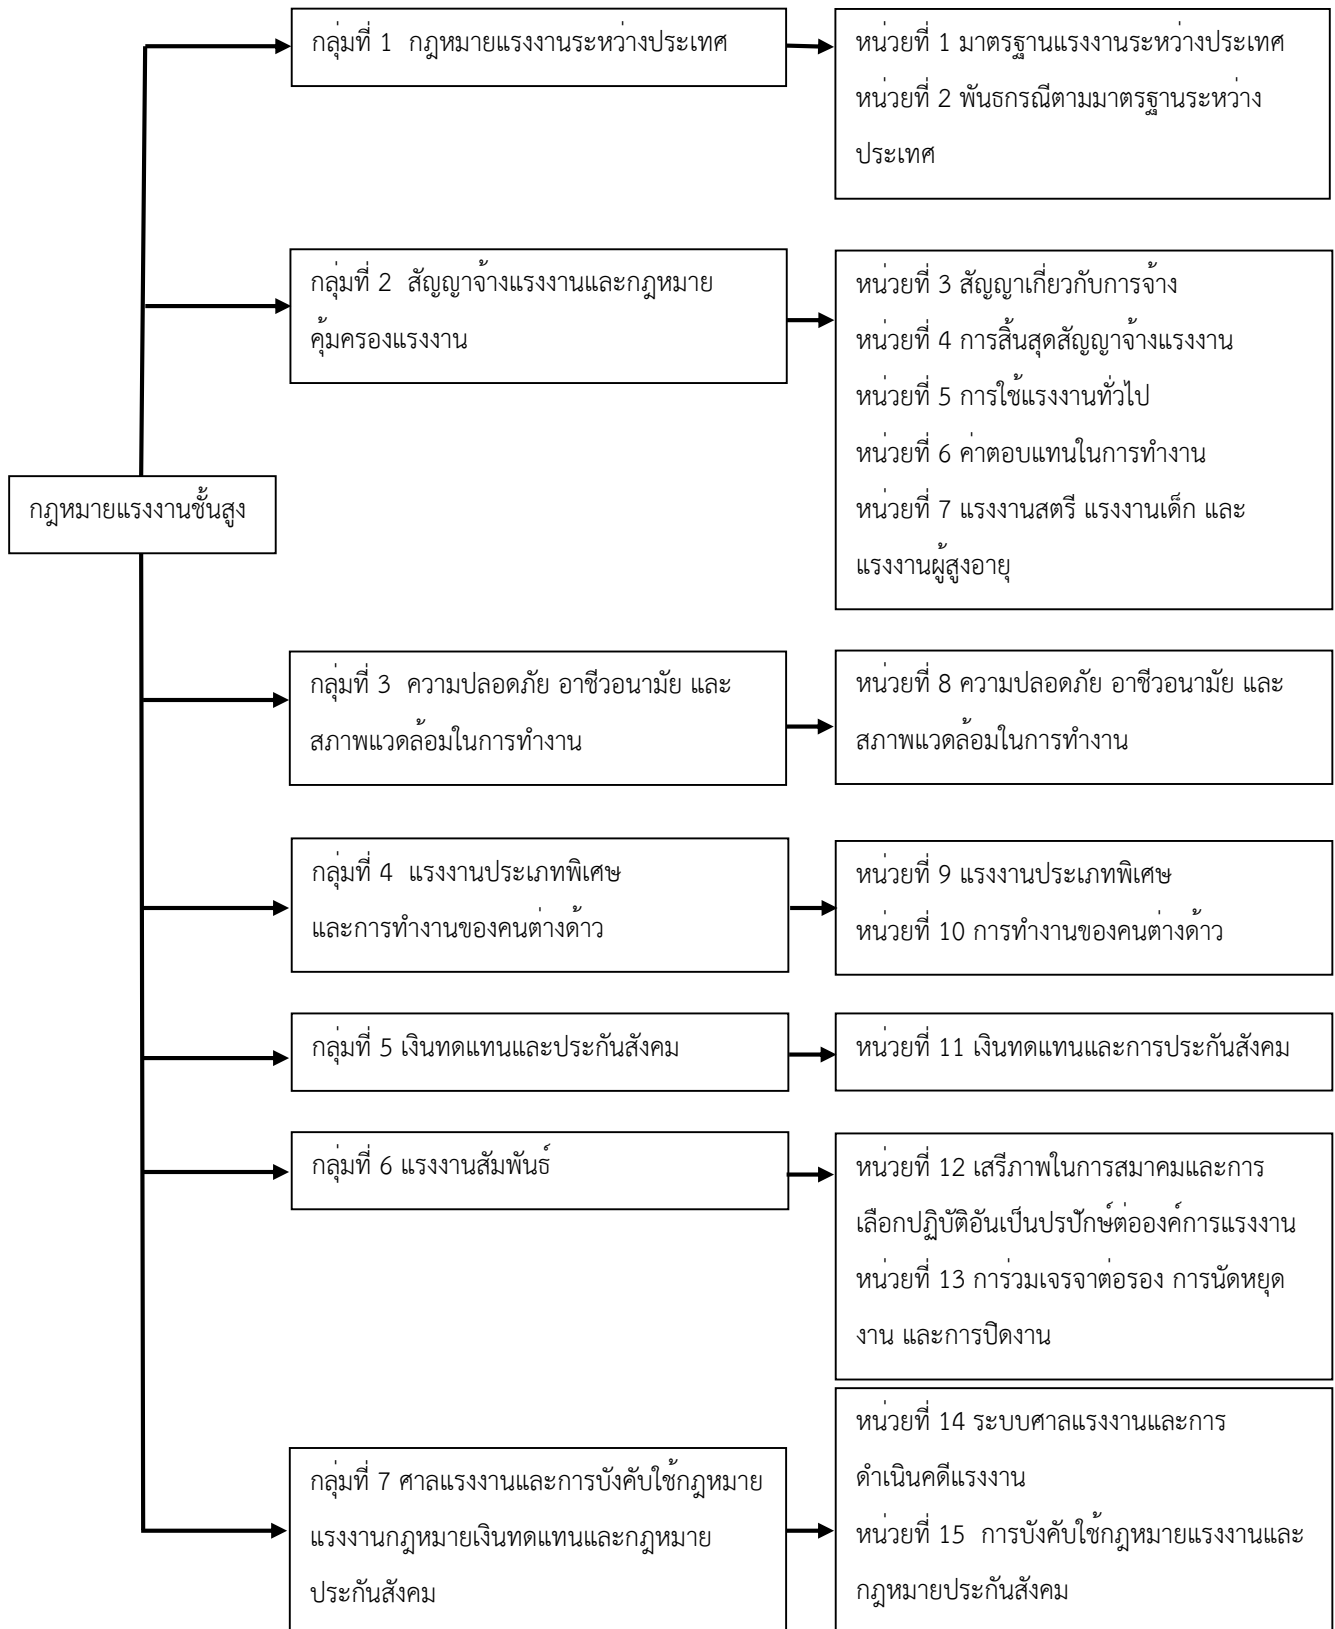 กลุ่มที่ 1  กฎหมายแรงงานระหว่างประเทศ
หน่วยที่ 1 มาตรฐานแรงงานระหว่างประเทศ
หน่วยที่ 2 พันธกรณีตามมาตรฐานระหว่าง
ประเทศ
กลุ่มที่ 2  สัญญาจ้างแรงงานและกฎหมาย
คุ้มครองแรงงาน
หน่วยที่ 3 สัญญาเกี่ยวกับการจ้าง
หน่วยที่ 4 การสิ้นสุดสัญญาจ้างแรงงาน
หน่วยที่ 5 การใช้แรงงานทั่วไป
หน่วยที่ 6 ค่าตอบแทนในการทำงาน
หน่วยที่ 7 แรงงานสตรี แรงงานเด็ก และ
แรงงานผู้สูงอายุ
กฎหมายแรงงานชั้นสูง
กลุ่มที่ 3  ความปลอดภัย อาชีวอนามัย และ
สภาพแวดล้อมในการทำงาน
หน่วยที่ 8 ความปลอดภัย อาชีวอนามัย และ
สภาพแวดล้อมในการทำงาน
กลุ่มที่ 4  แรงงานประเภทพิเศษ
และการทำงานของคนต่างด้าว
หน่วยที่ 9 แรงงานประเภทพิเศษ
หน่วยที่ 10 การทำงานของคนต่างด้าว
กลุ่มที่ 5 เงินทดแทนและประกันสังคม
หน่วยที่ 11 เงินทดแทนและการประกันสังคม
กลุ่มที่ 6 แรงงานสัมพันธ์
หน่วยที่ 12 เสรีภาพในการสมาคมและการ
เลือกปฏิบัติอันเป็นปรปักษ์ต่อองค์การแรงงาน
หน่วยที่ 13 การ่วมเจรจาต่อรอง การนัดหยุด
งาน และการปิดงาน
กลุ่มที่ 7 ศาลแรงงานและการบังคับใช้กฎหมาย
แรงงานกฎหมายเงินทดแทนและกฎหมาย
ประกันสังคม
หน่วยที่ 14 ระบบศาลแรงงานและการ
ดำเนินคดีแรงงาน
หน่วยที่ 15  การบังคับใช้กฎหมายแรงงานและ
กฎหมายประกันสังคม